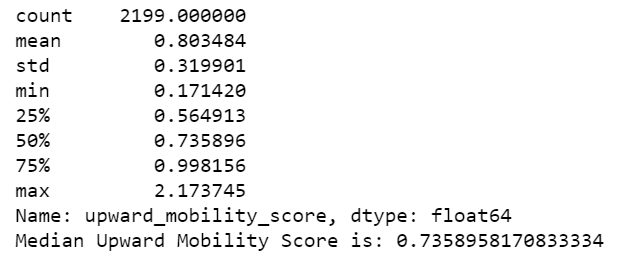 count    2199.000000
mean        0.803484
std         0.319901
min         0.171420
25%         0.564913
50%         0.735896
75%         0.998156
max         2.173745
Name: upward_mobility_score, dtype: float64
Median Upward Mobility Score is: 0.7358958170833334